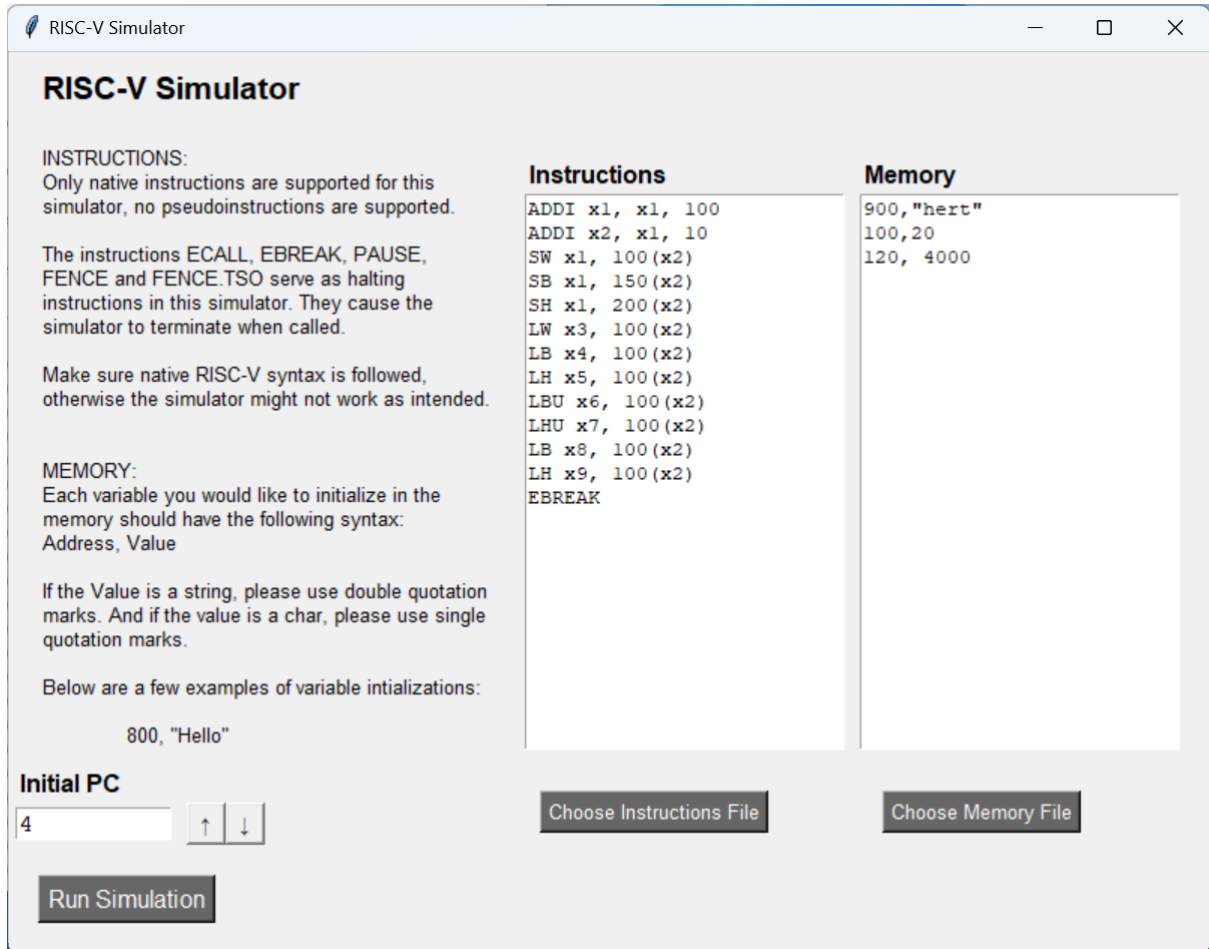 RISC-V Simulator
RISC-V Simulator
INSTRUCTIONS:
Only native instructions are supported for this
simulator, no pseudoinstructions are supported.
The instructions ECALL, EBREAK, PAUSE,
FENCE and FENCE.TSO serve as halting
instructions in this simulator. They cause the
simulator to terminate when called.
Make sure native RISC-V syntax is followed,
otherwise the simulator might not work as intended.
MEMORY:
Each variable you would like to initialize in the
memory should have the following syntax:
Address, Value
If the Value is a string, please use double quotation
marks. And if the value is a char, please use single
quotation marks.
Below are a few examples of variable intializations:
800, "Hello"
Instructions
ADDI x1, x1, 100
ADDI x2, x1, 10
SW x1, 100(x2)
SB x1, 150(x2)
SH x1, 200(x2)
LW x3, 100(x2)
LB x4, 100(x2)
LH x5, 100(x2)
LBU x6, 100(x2)
LHU x7, 100(x2)
LB x8, 100(x2)
LH x9, 100(x2)
EBREAK
Memory
900,"hert"
100,20
120, 4000
Initial PC
4
↑ ↓
Choose Instructions File
Choose Memory File
Run Simulation